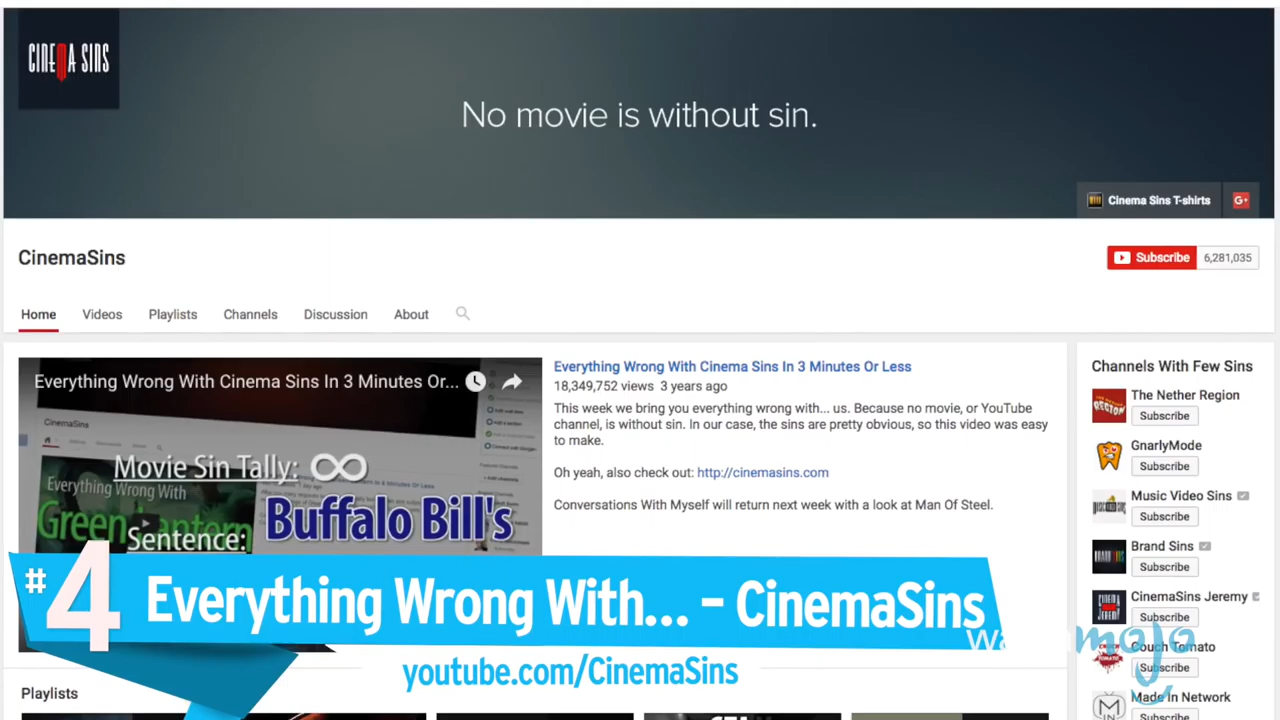 CINEMA SINS
No movie is without sin.
Cinema Sins T-shirts
G+
CinemaSins
Subscribe 6,281,035
Home Videos Playlists Channels Discussion About
Everything Wrong With Cinema Sins In 3 Minutes Or...
Movie Sin Tally: ∞
Everything Wrong With
Green Lantern
Buffalo Bill's
Sentence:
Everything Wrong With Cinema Sins In 3 Minutes Or Less
18,349,752 views 3 years ago
This week we bring you everything wrong with... us. Because no movie, or YouTube
channel, is without sin. In our case, the sins are pretty obvious, so this video was easy
to make.
Oh yeah, also check out: http://cinemasins.com
Conversations With Myself will return next week with a look at Man Of Steel.
Channels With Few Sins
The Nether Region
Subscribe
GnarlyMode
Subscribe
Music Video Sins
Subscribe
Brand Sins
Subscribe
CinemaSins Jeremy
Subscribe
Couch Tomato
Subscribe
Made In Network
Subscribe
#4 Everything Wrong With... – CinemaSins
youtube.com/CinemaSins
Playlists